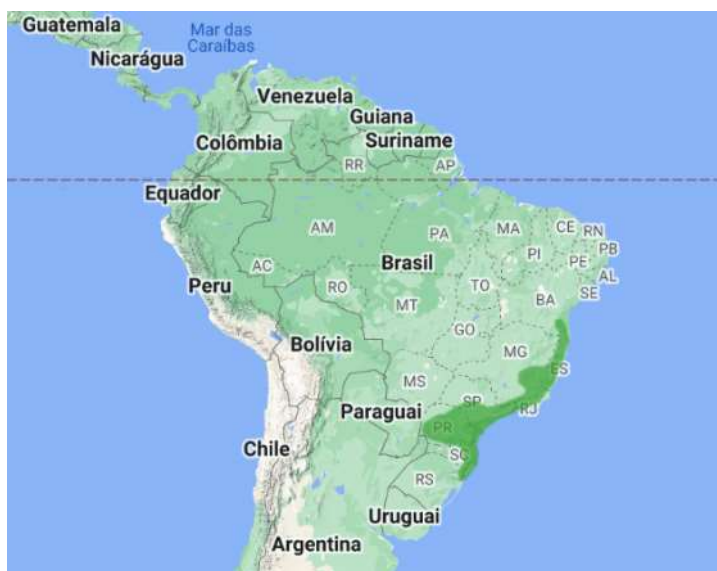 Guatemala
Mar das
Caraíbas
Nicarágua
Venezuela
Guiana
Colômbia
Suriname
RR
AP
Equador
AM
PA
MA
CE
RN
PB
PI
PE
AC
Brasil
AL
Peru
RO
TO
SE
MT
BA
GO
Bolívia
MG
MS
ES
SP
Paraguai
RJ
PR
Chile
SC
RS
Uruguai
Argentina